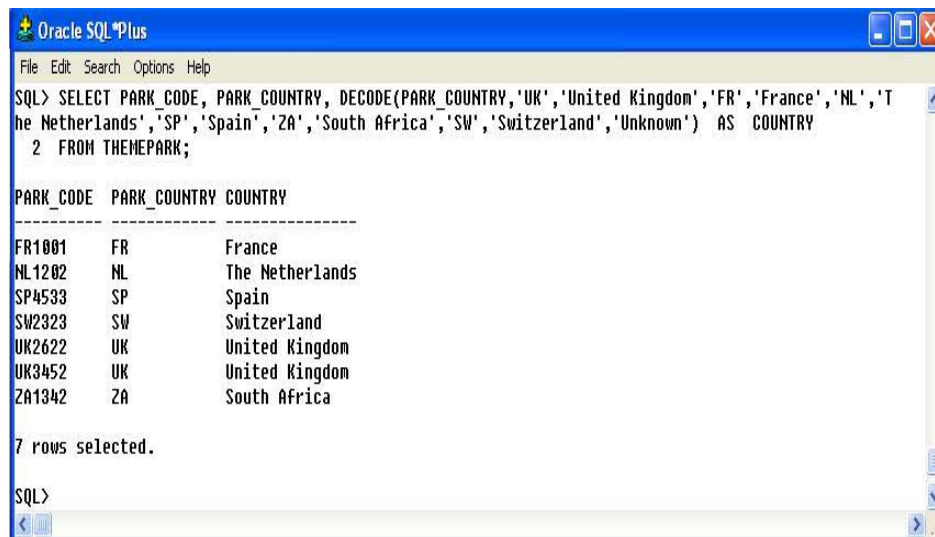 Oracle SQL*Plus
File Edit Search Options Help
SQL> SELECT PARK_CODE, PARK_COUNTRY, DECODE(PARK_COUNTRY,'UK','United Kingdom','FR','France','NL','T
he Netherlands','SP','Spain','ZA','South Africa','SW','Switzerland','Unknown') AS COUNTRY
2 FROM THEMEPARK;
PARK_CODE PARK_COUNTRY COUNTRY
---------- ------------ ---------------
FR1001 FR France
NL1202 NL The Netherlands
SP4533 SP Spain
SW2323 SW Switzerland
UK2622 UK United Kingdom
UK3452 UK United Kingdom
ZA1342 ZA South Africa
7 rows selected.
SQL>